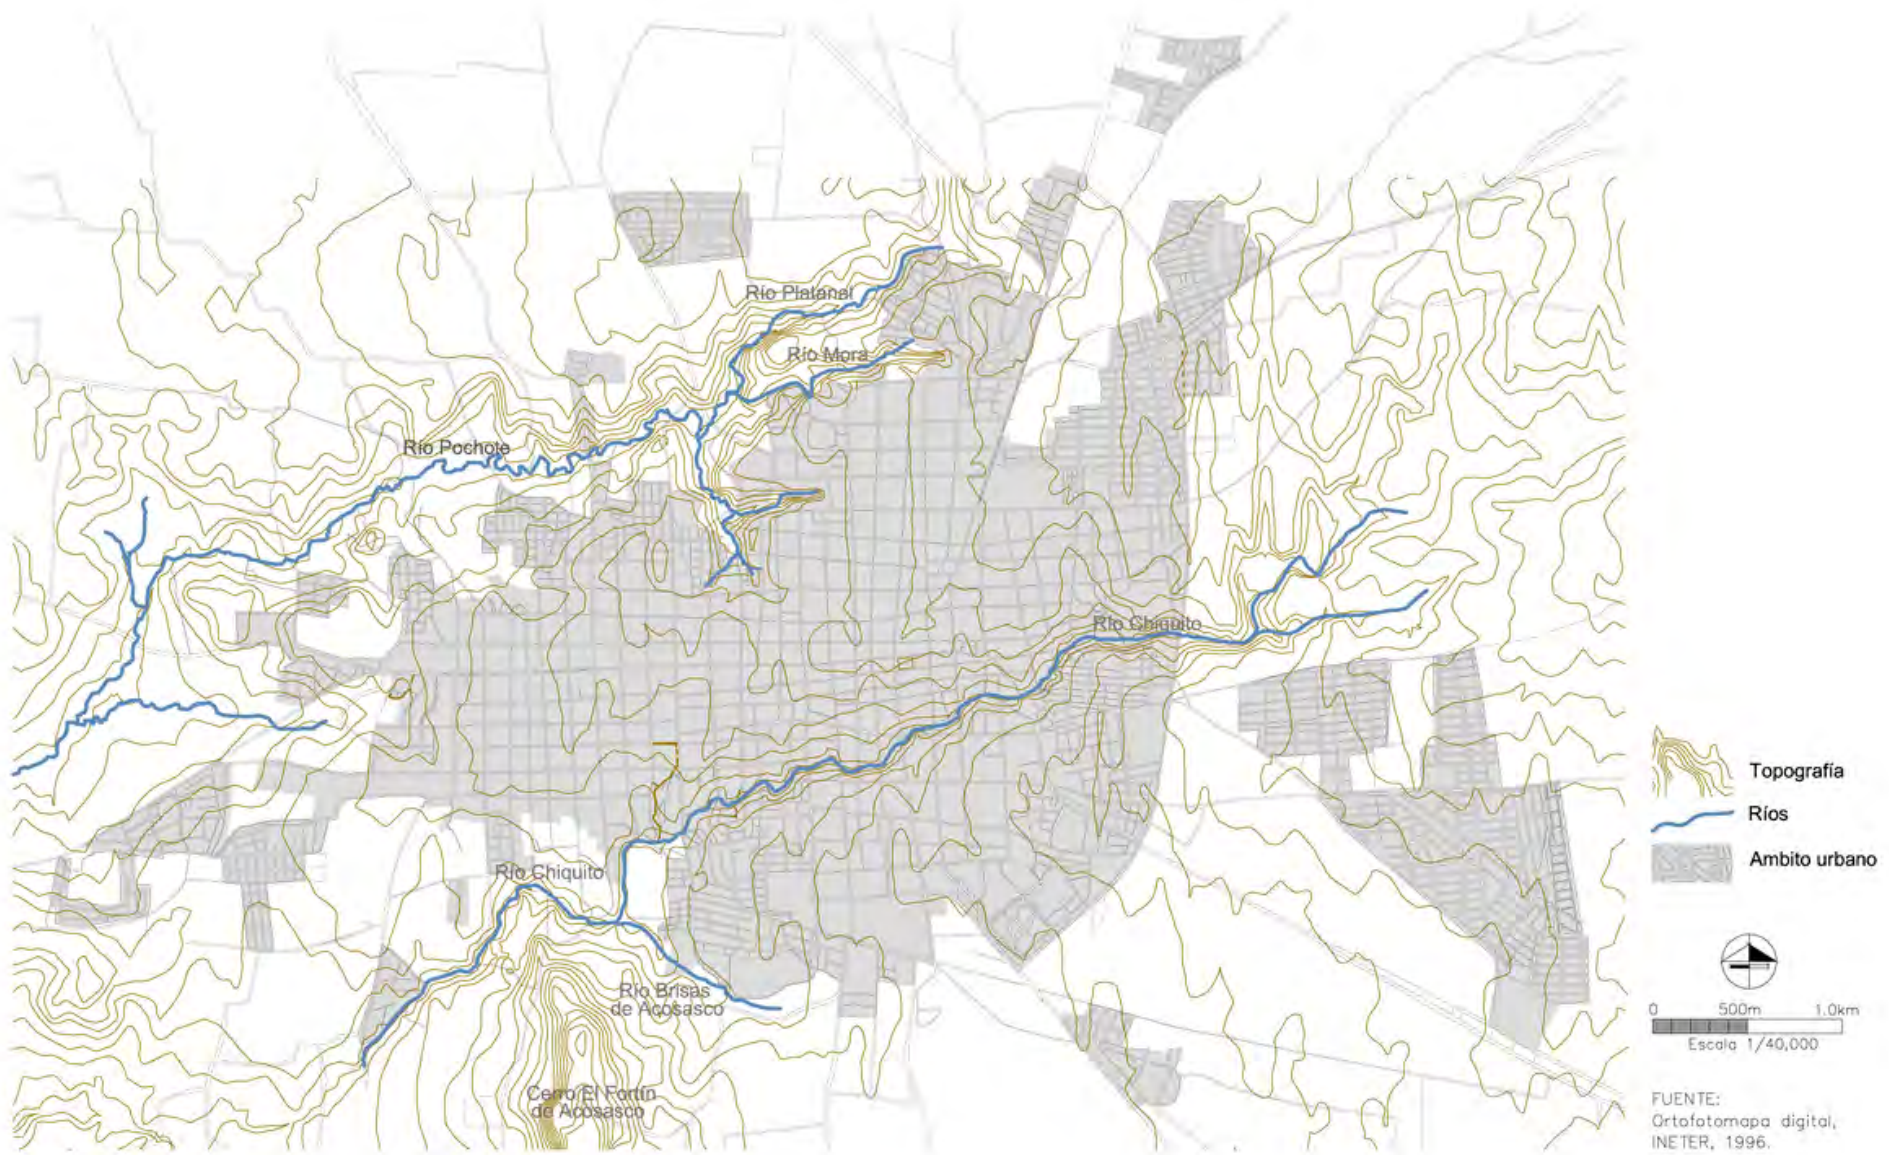 Río Platanal
Río Mora
Río Pochote
Río Chiquito
Río Chiquito
Río Brisas
de Acosasco
Cerro El Fortín
de Acosasco
Topografía
Ríos
Ambito urbano
0 500m 1.0km
Escala 1/40,000
FUENTE:
Ortofotomapa digital,
INETER, 1996.